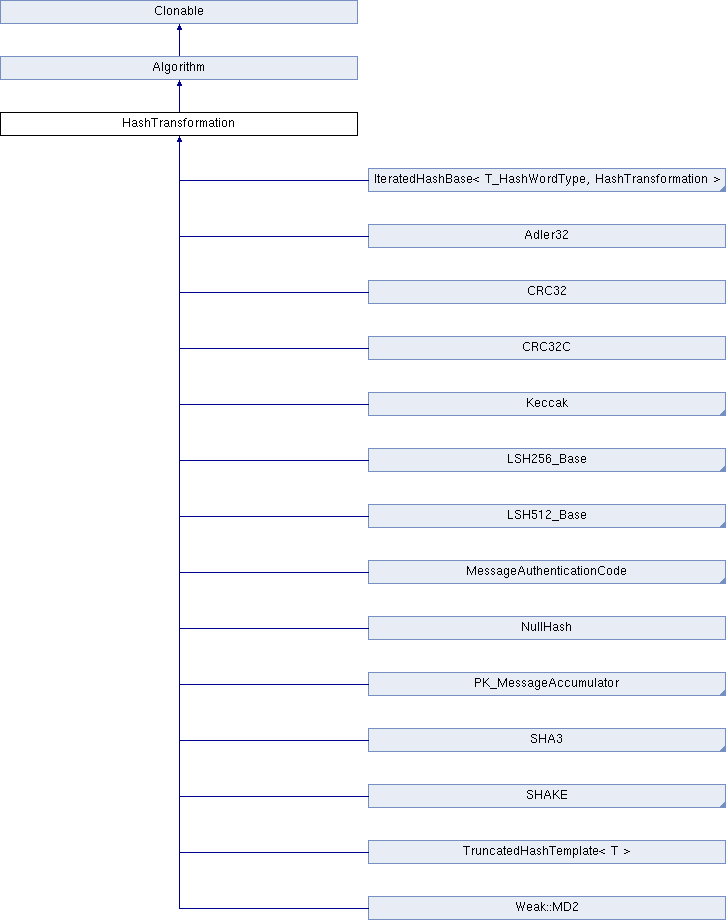 Clonable
Algorithm
HashTransformation
IteratedHashBase< T_HashWordType, HashTransformation >
Adler32
CRC32
CRC32C
Keccak
LSH256_Base
LSH512_Base
MessageAuthenticationCode
NullHash
PK_MessageAccumulator
SHA3
SHAKE
TruncatedHashTemplate< T >
Weak::MD2